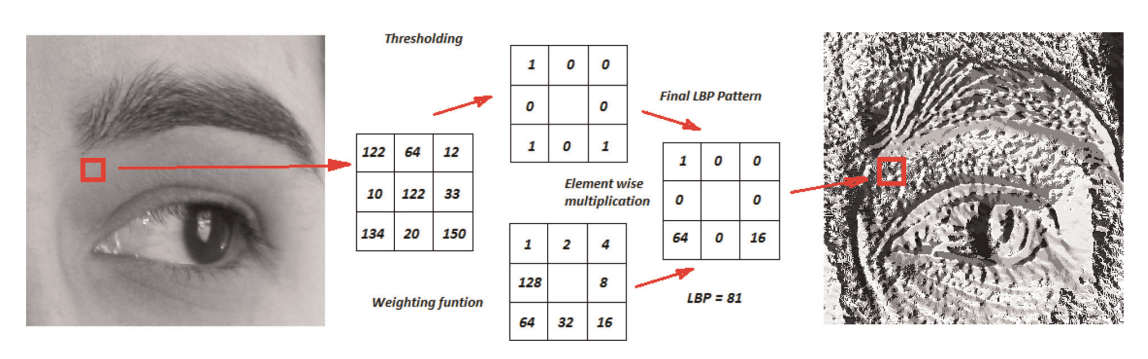 Thresholding
1 0 0
0 0
1 0 1
Final LBP Pattern
122 64 12
10 122 33
134 20 150
1 0 0
0 0
64 0 16
Element wise
multiplication
1 2 4
128 8
64 32 16
Weighting funtion
LBP = 81